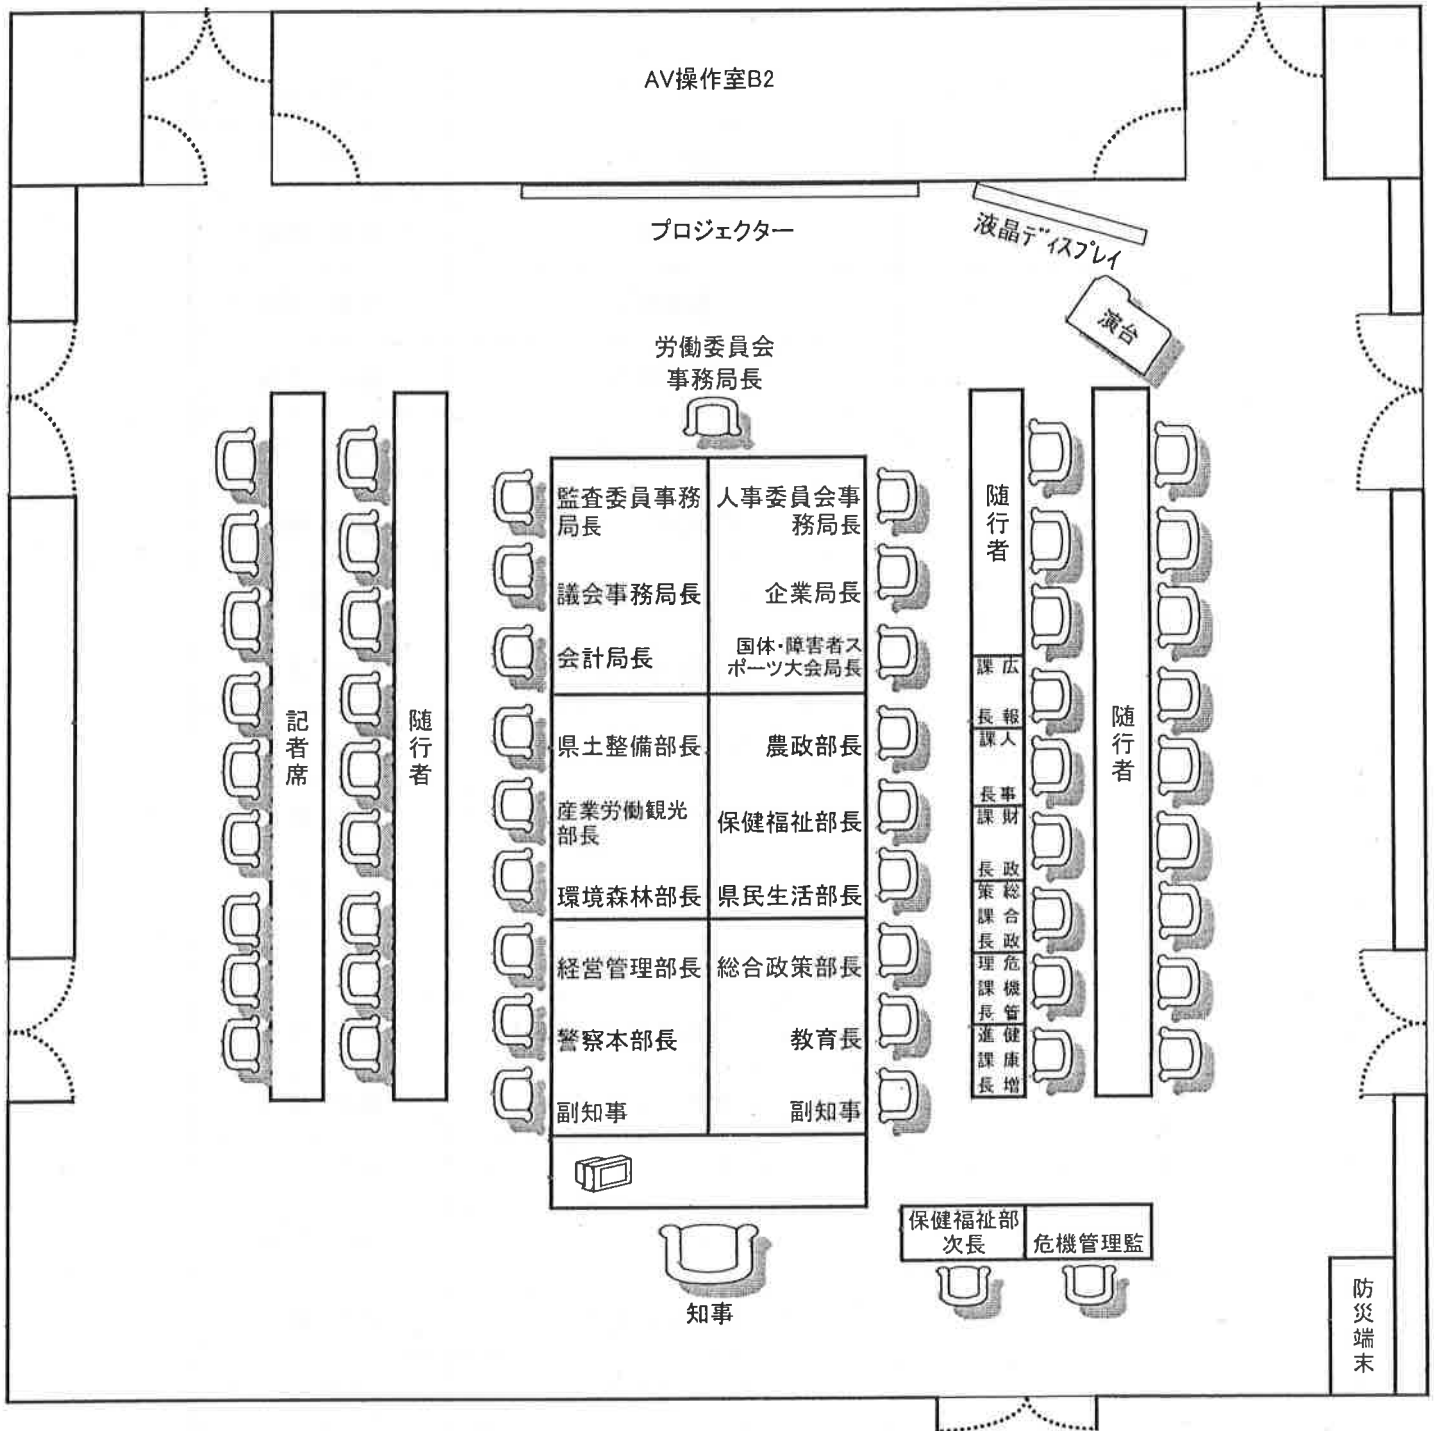 AV操作室B2
プロジェクター
液晶ディスプレイ
演台
労働委員会
事務局長
監査委員事務
局長
人事委員会事
務局長
議会事務局長
企業局長
会計局長
国体・障害者ス
ポーツ大会局長
県土整備部長
農政部長
産業労働観光
部長
保健福祉部長
環境森林部長
県民生活部長
経営管理部長
総合政策部長
警察本部長
教育長
副知事
副知事
記者席
随行者
随行者
広報
課長
人事
課長
財政
課長
総合政
策課長
危機管
理課長
健康増
進課長
随行者
保健福祉部
次長
危機管理監
知事
防災端末